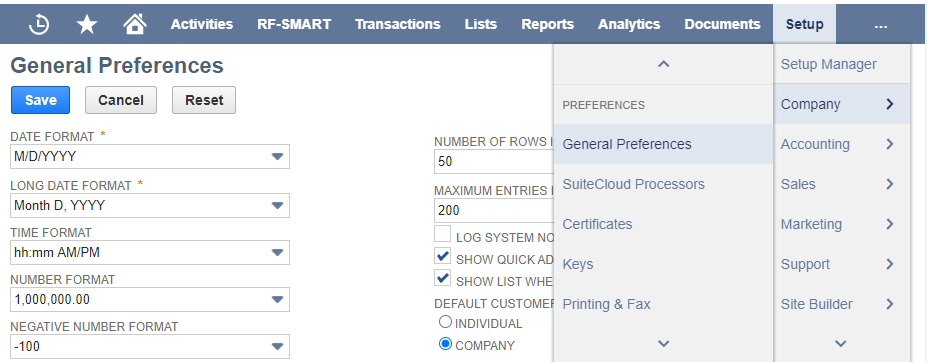 Activities RF-SMART Transactions Lists Reports Analytics Documents Setup ...
General Preferences
Save Cancel Reset
DATE FORMAT *
M/D/YYYY
LONG DATE FORMAT *
Month D, YYYY
TIME FORMAT
hh:mm AM/PM
NUMBER FORMAT
1,000,000.00
NEGATIVE NUMBER FORMAT
-100
NUMBER OF ROWS
50
MAXIMUM ENTRIES
200
LOG SYSTEM NO
SHOW QUICK AD
SHOW LIST WHE
DEFAULT CUSTOMER
INDIVIDUAL
COMPANY
PREFERENCES
General Preferences
SuiteCloud Processors
Certificates
Keys
Printing & Fax
Setup Manager
Company
Accounting
Sales
Marketing
Support
Site Builder